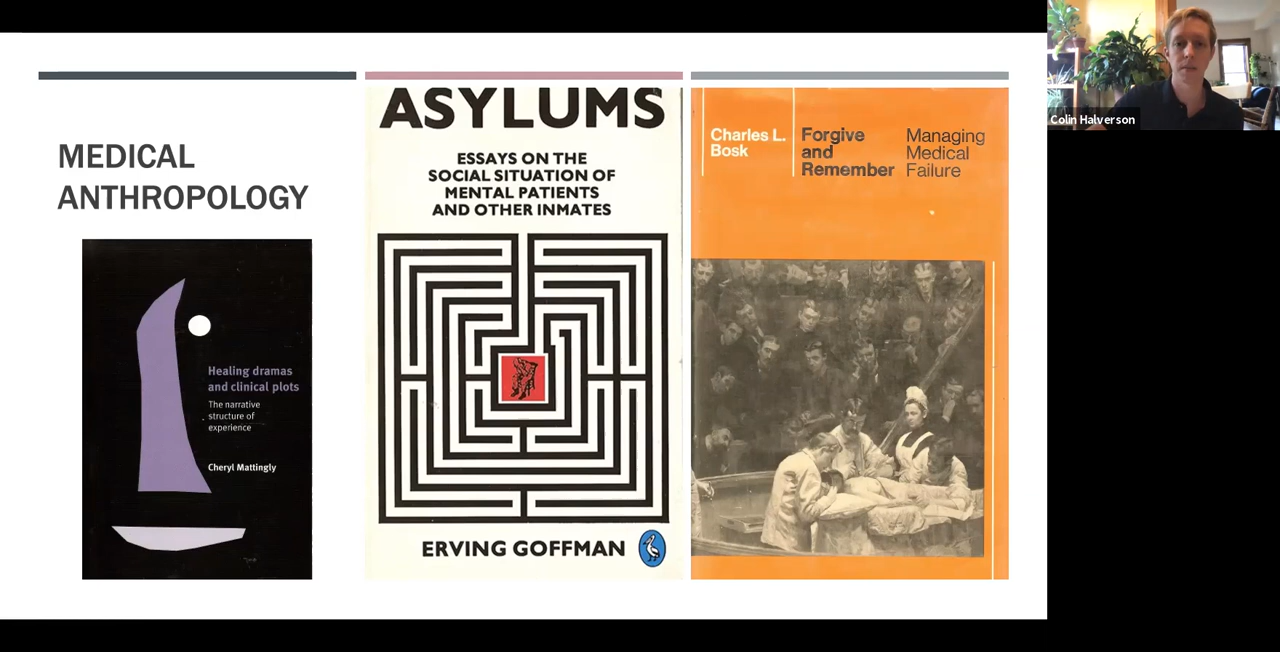 MEDICAL
ANTHROPOLOGY
Healing dramas
and clinical plots
The narrative
structure of
experience
Cheryl Mattingly
ASYLUMS
ESSAYS ON THE
SOCIAL SITUATION OF
MENTAL PATIENTS
AND OTHER INMATES
ERVING GOFFMAN
Charles L.
Bosk
Forgive
and
Remember
Managing
Medical
Failure
Colin Halverson